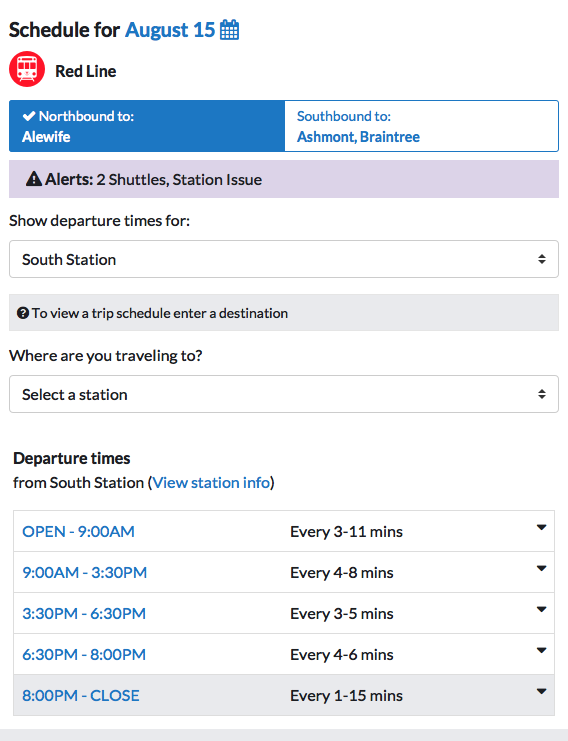 Schedule for August 15
Red Line
Northbound to:
Alewife
Southbound to:
Ashmont, Braintree
Alerts: 2 Shuttles, Station Issue
Show departure times for:
South Station
To view a trip schedule enter a destination
Where are you traveling to?
Select a station
Departure times
from South Station (View station info)
OPEN - 9:00AM Every 3-11 mins
9:00AM - 3:30PM Every 4-8 mins
3:30PM - 6:30PM Every 3-5 mins
6:30PM - 8:00PM Every 4-6 mins
8:00PM - CLOSE Every 1-15 mins